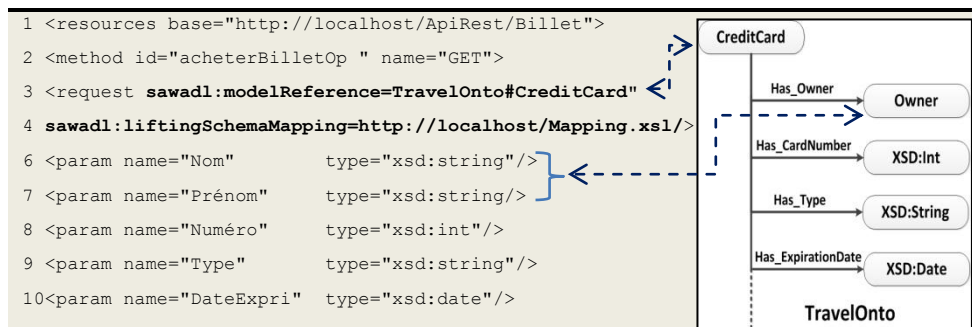 1 <resources base="http://localhost/ApiRest/Billet">
2 <method id="acheterBilletOp " name="GET">
3 <request sawadl:modelReference=TravelOnto#CreditCard"
4 sawadl:liftingSchemaMapping=http://localhost/Mapping.xsl/>
6 <param name="Nom" type="xsd:string"/>
7 <param name="Prénom" type="xsd:string/>
8 <param name="Numéro" type="xsd:int"/>
9 <param name="Type" type="xsd:string"/>
10<param name="DateExpri" type="xsd:date"/>
CreditCard
Has_Owner
Owner
Has_CardNumber
XSD:Int
Has_Type
XSD:String
Has_ExpirationDate
XSD:Date
TravelOnto